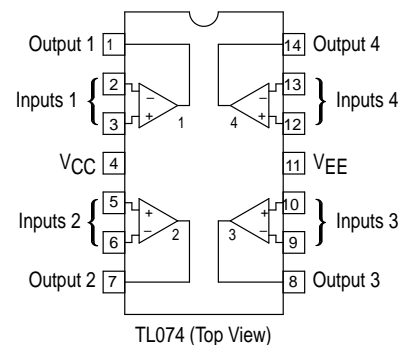 Output 1 1 14 Output 4
Inputs 1 { 2 − − 13 } Inputs 4
3 + + 12
1 4
VCC 4 11 VEE
Inputs 2 { 5 + + 10 } Inputs 3
6 − − 9
2 3
Output 2 7 8 Output 3
TL074 (Top View)